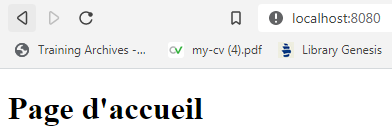 localhost:8080
Training Archives -... my-cv (4).pdf Library Genesis
Page d'accueil